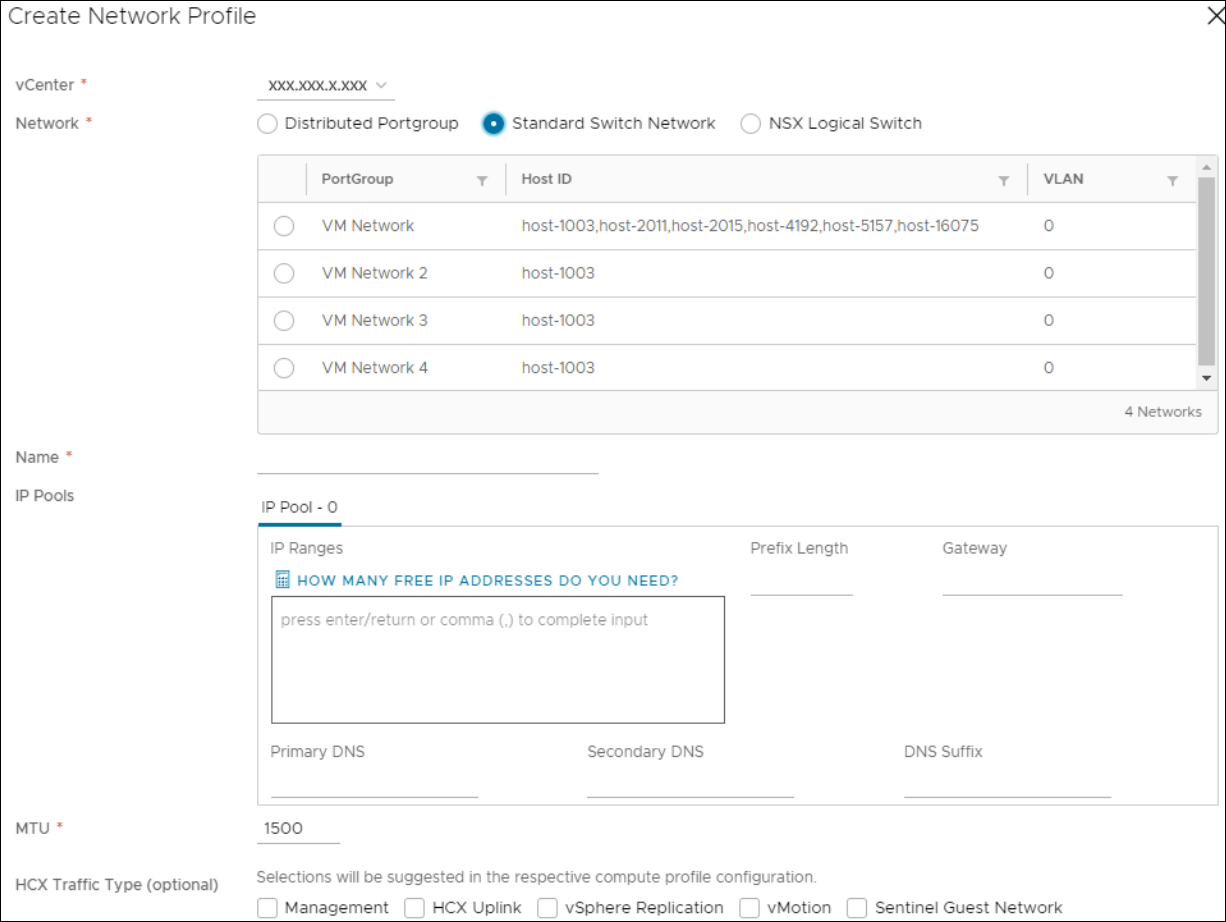 Create Network Profile
vCenter * xxx.xxx.x.xxx
Network * Distributed Portgroup Standard Switch Network NSX Logical Switch
PortGroup Host ID VLAN
VM Network host-1003,host-2011,host-2015,host-4192,host-5157,host-16075 0
VM Network 2 host-1003 0
VM Network 3 host-1003 0
VM Network 4 host-1003 0
4 Networks
Name *
IP Pools
IP Pool - 0
IP Ranges Prefix Length Gateway
HOW MANY FREE IP ADDRESSES DO YOU NEED?
press enter/return or comma (,) to complete input
Primary DNS Secondary DNS DNS Suffix
MTU * 1500
HCX Traffic Type (optional) Selections will be suggested in the respective compute profile configuration.
Management HCX Uplink vSphere Replication vMotion Sentinel Guest Network